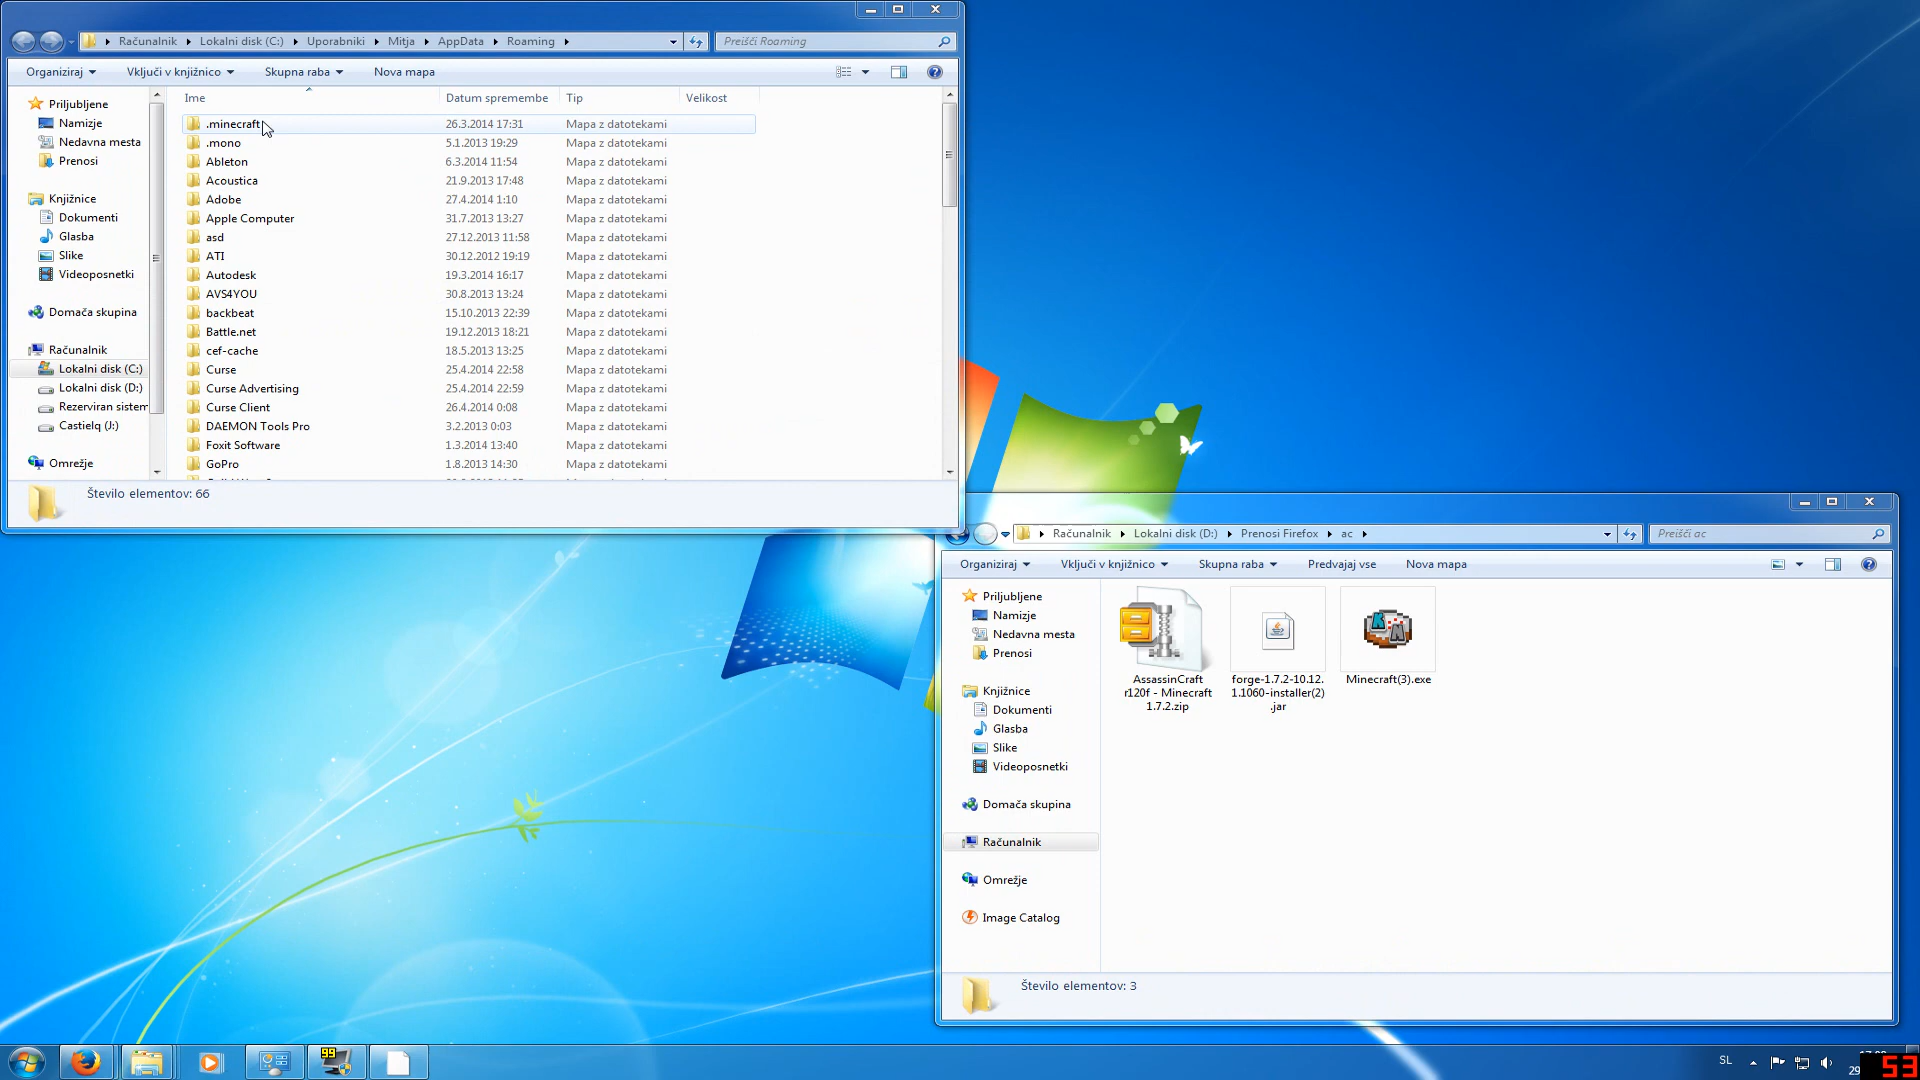 Računalnik Lokalni disk (C:) Uporabniki Mitja AppData Roaming
Preišči Roaming
Organiziraj Vključi v knjižnico Skupna raba Nova mapa
Priljubljene
Namizje
Nedavna mesta
Prenosi
Knjižnice
Dokumenti
Glasba
Slike
Videoposnetki
Domača skupina
Računalnik
Lokalni disk (C:)
Lokalni disk (D:)
Rezerviran sistem
Castielq (J:)
Omrežje
Ime Datum spremembe Tip Velikost
.minecraft 26.3.2014 17:31 Mapa z datotekami
.mono 5.1.2013 19:29 Mapa z datotekami
Ableton 6.3.2014 11:54 Mapa z datotekami
Acoustica 21.9.2013 17:48 Mapa z datotekami
Adobe 27.4.2014 1:10 Mapa z datotekami
Apple Computer 31.7.2013 13:27 Mapa z datotekami
asd 27.12.2013 11:58 Mapa z datotekami
ATI 30.12.2012 19:19 Mapa z datotekami
Autodesk 19.3.2014 16:17 Mapa z datotekami
AVS4YOU 30.8.2013 13:24 Mapa z datotekami
backbeat 15.10.2013 22:39 Mapa z datotekami
Battle.net 19.12.2013 18:21 Mapa z datotekami
cef-cache 18.5.2013 13:25 Mapa z datotekami
Curse 25.4.2014 22:58 Mapa z datotekami
Curse Advertising 25.4.2014 22:59 Mapa z datotekami
Curse Client 26.4.2014 0:08 Mapa z datotekami
DAEMON Tools Pro 3.2.2013 0:03 Mapa z datotekami
Foxit Software 1.3.2014 13:40 Mapa z datotekami
GoPro 1.8.2013 14:30 Mapa z datotekami
Število elementov: 66
Računalnik Lokalni disk (D:) Prenosi Firefox ac
Preišči ac
Organiziraj Vključi v knjižnico Skupna raba Predvajaj vse Nova mapa
Priljubljene
Namizje
Nedavna mesta
Prenosi
Knjižnice
Dokumenti
Glasba
Slike
Videoposnetki
Domača skupina
Računalnik
Omrežje
Image Catalog
AssassinCraft
r120f - Minecraft
1.7.2.zip
forge-1.7.2-10.12.
1.1060-installer(2)
.jar
Minecraft(3).exe
Število elementov: 3
99
SL
29
53